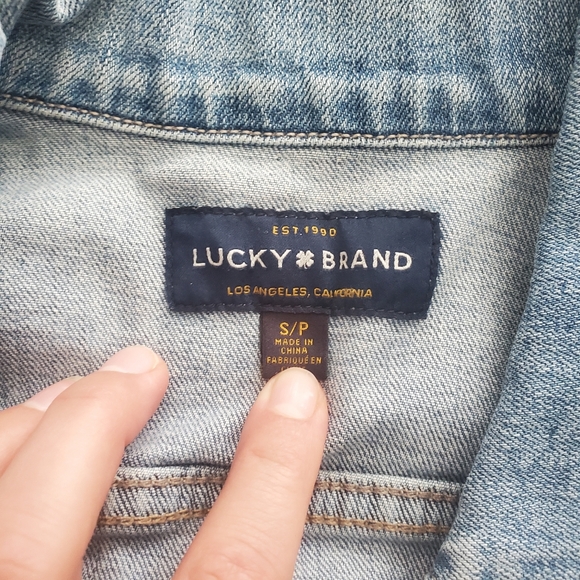 EST. 1990
LUCKY BRAND
LOS ANGELES, CALIFORNIA
S/P
MADE IN
CHINA
FABRIQUÉ EN